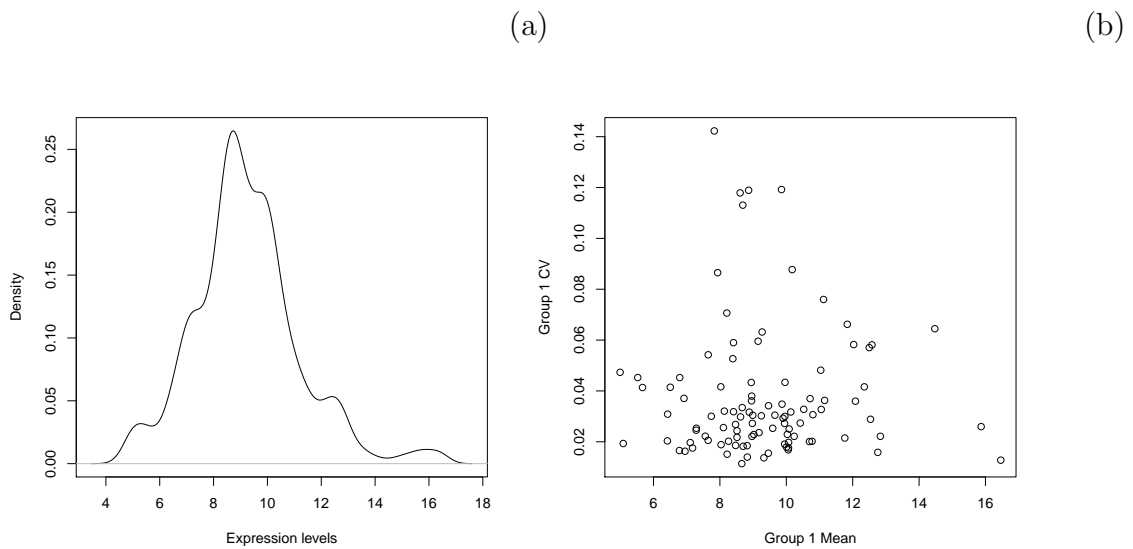 (a)
(b)
0.00 0.05 0.10 0.15 0.20 0.25
Density
4 6 8 10 12 14 16 18
Expression levels
0.02 0.04 0.06 0.08 0.10 0.12 0.14
Group 1 CV
6 8 10 12 14 16
Group 1 Mean